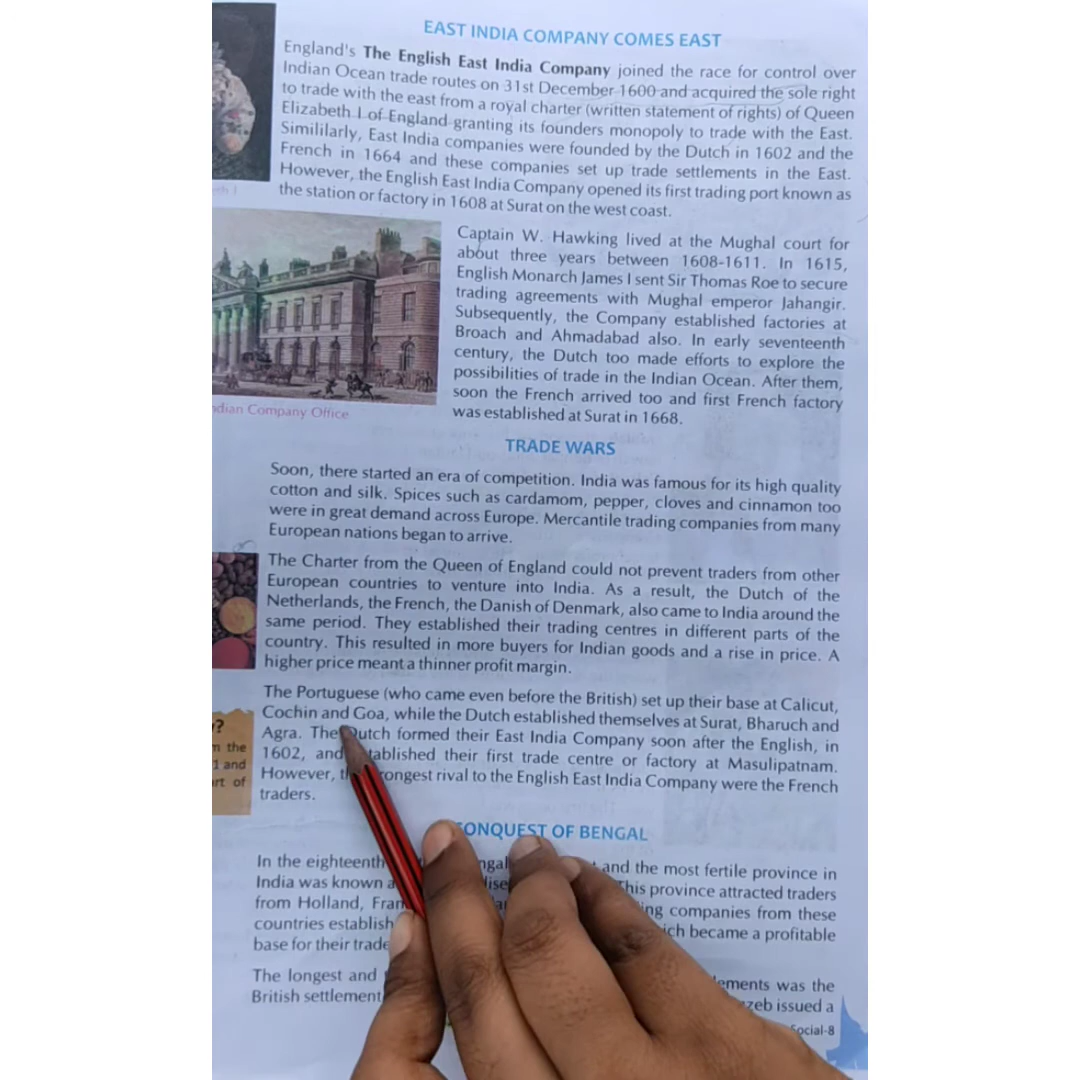 EAST INDIA COMPANY COMES EAST
England's The English East India Company joined the race for control over
Indian Ocean trade routes on 31st December 1600 and acquired the sole right
to trade with the east from a royal charter (written statement of rights) of Queen
Elizabeth I of England granting its founders monopoly to trade with the East.
Simililarly, East India companies were founded by the Dutch in 1602 and the
French in 1664 and these companies set up trade settlements in the East.
However, the English East India Company opened its first trading port known as
the station or factory in 1608 at Surat on the west coast.
Captain W. Hawking lived at the Mughal court for
about three years between 1608-1611. In 1615,
English Monarch James I sent Sir Thomas Roe to secure
trading agreements with Mughal emperor Jahangir.
Subsequently, the Company established factories at
Broach and Ahmadabad also. In early seventeenth
century, the Dutch too made efforts to explore the
possibilities of trade in the Indian Ocean. After them,
soon the French arrived too and first French factory
was established at Surat in 1668.
dian Company Office
TRADE WARS
Soon, there started an era of competition. India was famous for its high quality
cotton and silk. Spices such as cardamom, pepper, cloves and cinnamon too
were in great demand across Europe. Mercantile trading companies from many
European nations began to arrive.
The Charter from the Queen of England could not prevent traders from other
European countries to venture into India. As a result, the Dutch of the
Netherlands, the French, the Danish of Denmark, also came to India around the
same period. They established their trading centres in different parts of the
country. This resulted in more buyers for Indian goods and a rise in price. A
higher price meant a thinner profit margin.
The Portuguese (who came even before the British) set up their base at Calicut,
Cochin and Goa, while the Dutch established themselves at Surat, Bharuch and
Agra. The Dutch formed their East India Company soon after the English, in
1602, and tablished their first trade centre or factory at Masulipatnam.
However, rongest rival to the English East India Company were the French
traders.
?
the
1 and
rt of
ONQUEST OF BENGAL
In the eighteenth ngal and the most fertile province in
India was known a This province attracted traders
from Holland, Fran ing companies from these
countries establish ich became a profitable
base for their trade
The longest and ements was the
British settlement zeb issued a
Social-8